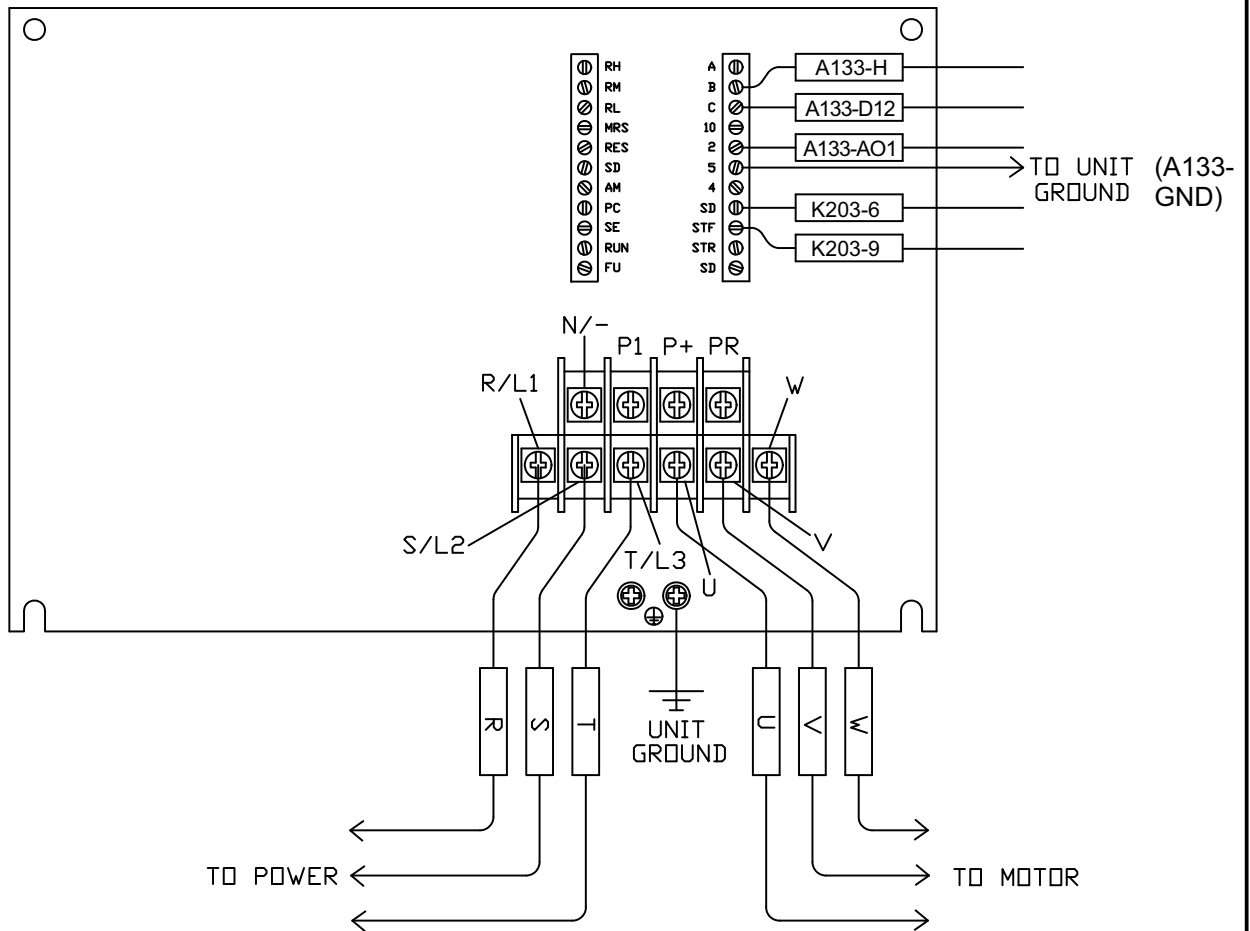 RH
RM
RL
MRS
RES
SD
AM
PC
SE
RUN
FU
A
B
C
10
2
5
4
SD
STF
STR
SD
A133-H
A133-D12
A133-AO1
TO UNIT (A133-
GROUND GND)
K203-6
K203-9
N/-
P1 P+ PR
R/L1
W
S/L2
T/L3
U
V
UNIT
GROUND
R
S
T
U
V
W
TO POWER
TO MOTOR